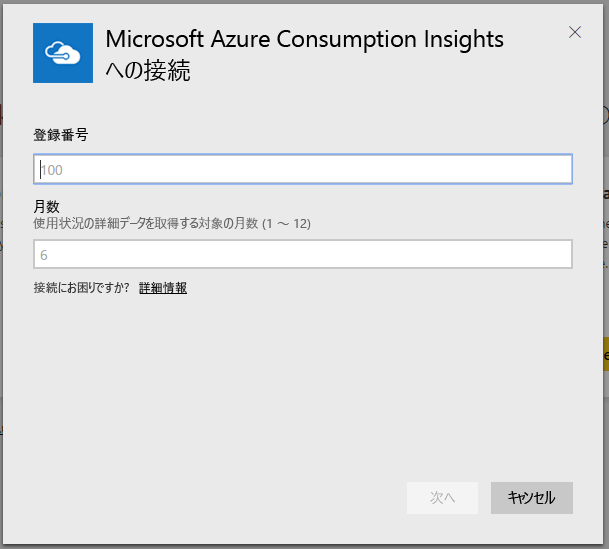 Microsoft Azure Consumption Insights
への接続
登録番号
100
月数
使用状況の詳細データを取得する対象の月数 (1 ～ 12)
6
接続にお困りですか? 詳細情報
次へ
キャンセル